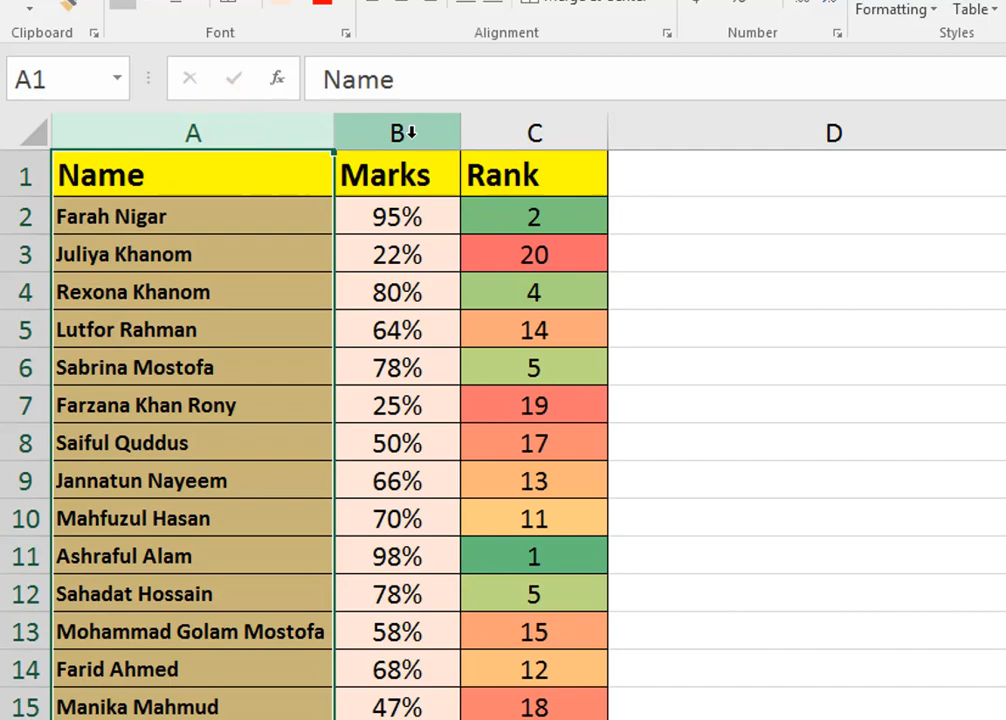 Formatting Table
Clipboard Font Alignment Number Styles
A1 fx Name
A B C D
1 Name Marks Rank
2 Farah Nigar 95% 2
3 Juliya Khanom 22% 20
4 Rexona Khanom 80% 4
5 Lutfor Rahman 64% 14
6 Sabrina Mostofa 78% 5
7 Farzana Khan Rony 25% 19
8 Saiful Quddus 50% 17
9 Jannatun Nayeem 66% 13
10 Mahfuzul Hasan 70% 11
11 Ashraful Alam 98% 1
12 Sahadat Hossain 78% 5
13 Mohammad Golam Mostofa 58% 15
14 Farid Ahmed 68% 12
15 Manika Mahmud 47% 18